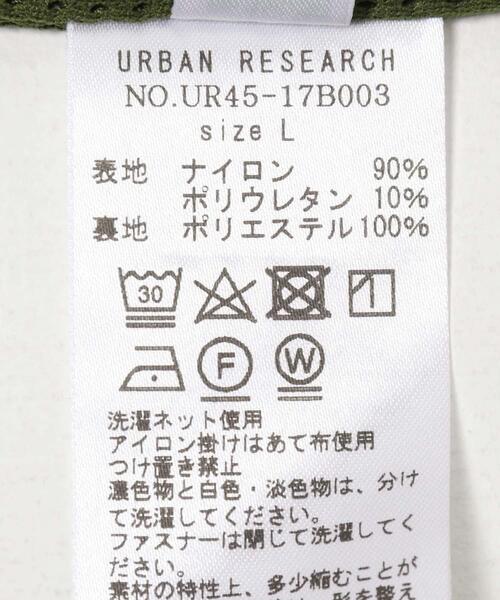 URBAN RESEARCH
NO.UR45-17B003
size L
表地 ナイロン 90%
ポリウレタン 10%
裏地 ポリエステル100%
30
F W
洗濯ネット使用
アイロン掛けはあて布使用
つけ置き禁止
濃色物と白色・淡色物は、分け
て洗濯してください。
ファスナーは閉じて洗濯してく
ださい。
素材の特性上、多少縮むことが
形を整え